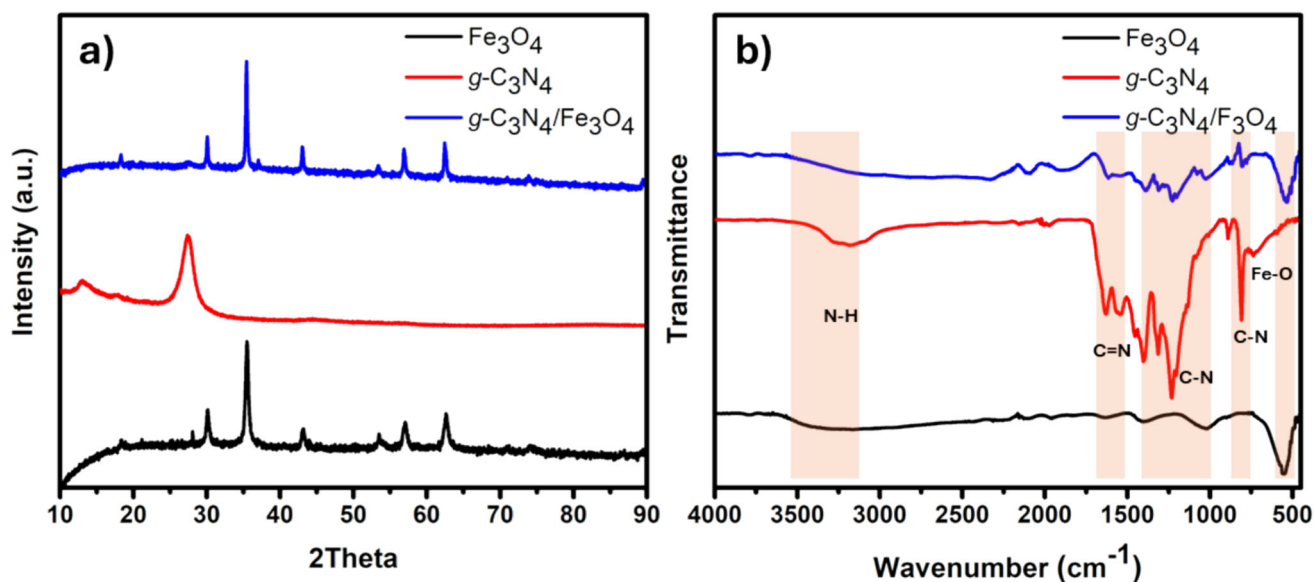 a)
Fe₃O₄
g-C₃N₄
g-C₃N₄/Fe₃O₄
Intensity (a.u.)
10 20 30 40 50 60 70 80 90
2Theta
b)
Fe₃O₄
g-C₃N₄
g-C₃N₄/F₃O₄
Transmittance
N-H
C=N
C-N
C-N
Fe-O
4000 3500 3000 2500 2000 1500 1000 500
Wavenumber (cm⁻¹)